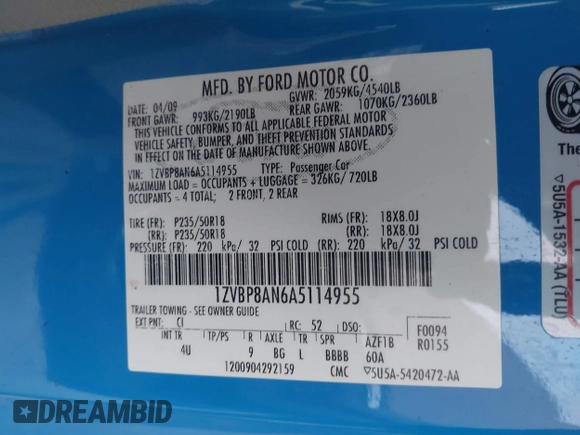 MFD. BY FORD MOTOR CO.
DATE: 04/09 GVWR: 2059KG/4540LB
FRONT GAWR: 993KG/2190LB REAR GAWR: 1070KG/2360LB
THIS VEHICLE CONFORMS TO ALL APPLICABLE FEDERAL MOTOR
VEHICLE SAFETY, BUMPER, AND THEFT PREVENTION STANDARDS
IN EFFECT ON THE DATE OF MANUFACTURE SHOWN ABOVE.
VIN: 1ZVBP8AN6A5114955 TYPE: Passenger Car
MAXIMUM LOAD = OCCUPANTS + LUGGAGE = 326KG/720LB
OCCUPANTS = 4 TOTAL; 2 FRONT, 2 REAR
TIRE (FR): P235/50R18 RIMS (FR): 18X8.0J
(RR): P235/50R18 (RR): 18X8.0J
PRESSURE (FR): 220 kPa/ 32 PSI COLD (RR): 220 kPa/ 32 PSI COLD
1ZVBP8AN6A5114955
TRAILER TOWING - SEE OWNER GUIDE
EXT PNT: CI RC: 52 DSO: F0094
INT TR TP/PS R AXLE TR SPR AZF1B R0155
4U 9 BG L BBBB 60A
1200904292159 CMC ▽5U5A-5420472-AA
The
▽5U5A-1532-AA (TLU)
DREAMBID